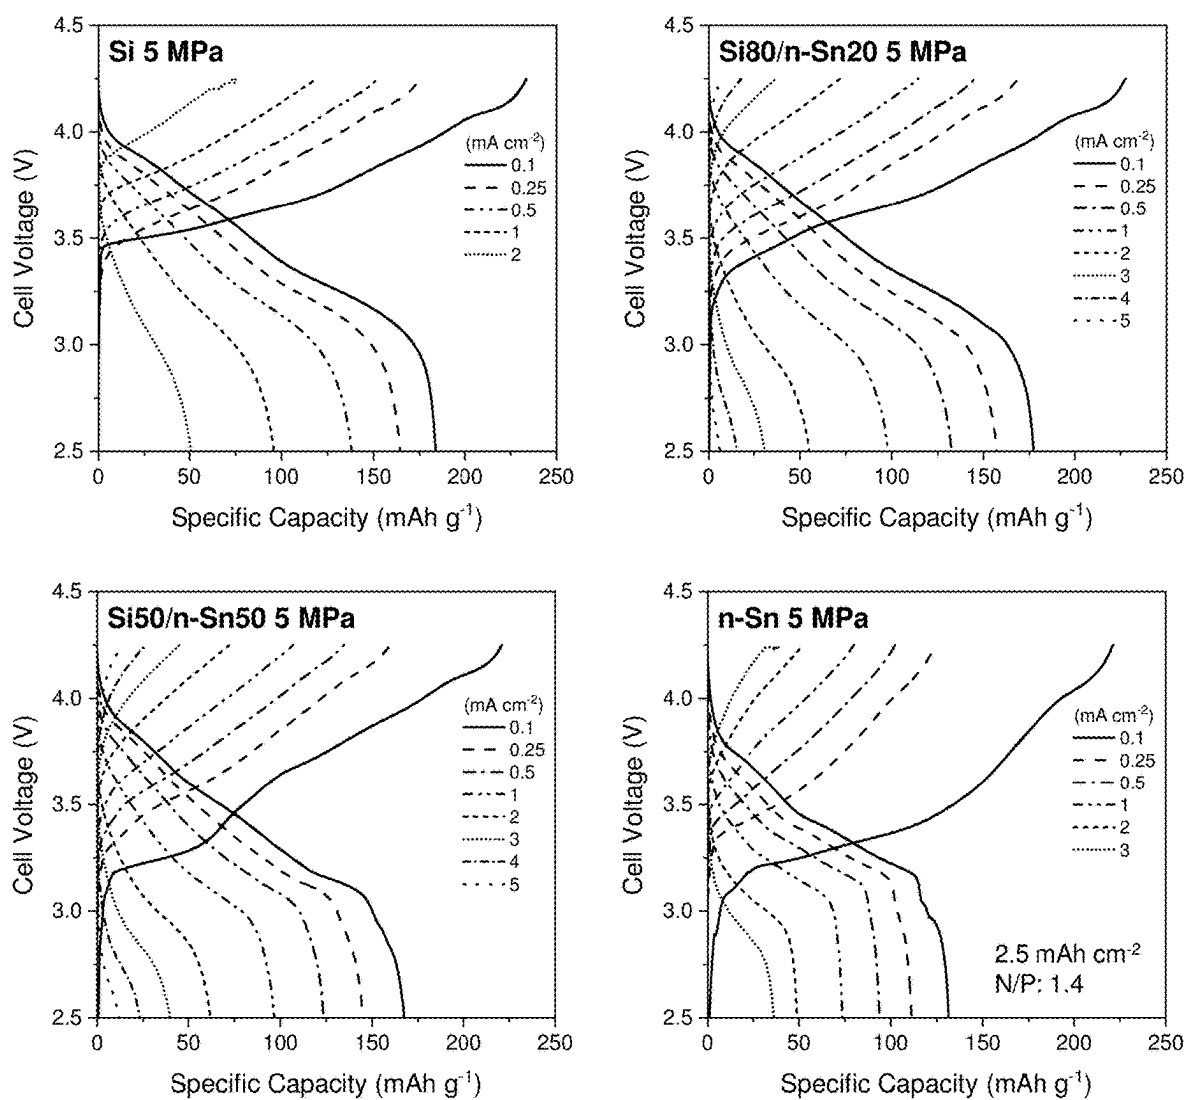 Si 5 MPa
4.5
4.0
3.5
3.0
2.5
Cell Voltage (V)
(mA cm-2)
0.1
0.25
0.5
1
2
0 50 100 150 200 250
Specific Capacity (mAh g-1)
Si80/n-Sn20 5 MPa
4.5
4.0
3.5
3.0
2.5
Cell Voltage (V)
(mA cm-2)
0.1
0.25
0.5
1
2
3
4
5
0 50 100 150 200 250
Specific Capacity (mAh g-1)
Si50/n-Sn50 5 MPa
4.5
4.0
3.5
3.0
2.5
Cell Voltage (V)
(mA cm-2)
0.1
0.25
0.5
1
2
3
4
5
0 50 100 150 200 250
Specific Capacity (mAh g-1)
n-Sn 5 MPa
4.5
4.0
3.5
3.0
2.5
Cell Voltage (V)
(mA cm-2)
0.1
0.25
0.5
1
2
3
2.5 mAh cm-2
N/P: 1.4
0 50 100 150 200 250
Specific Capacity (mAh g-1)